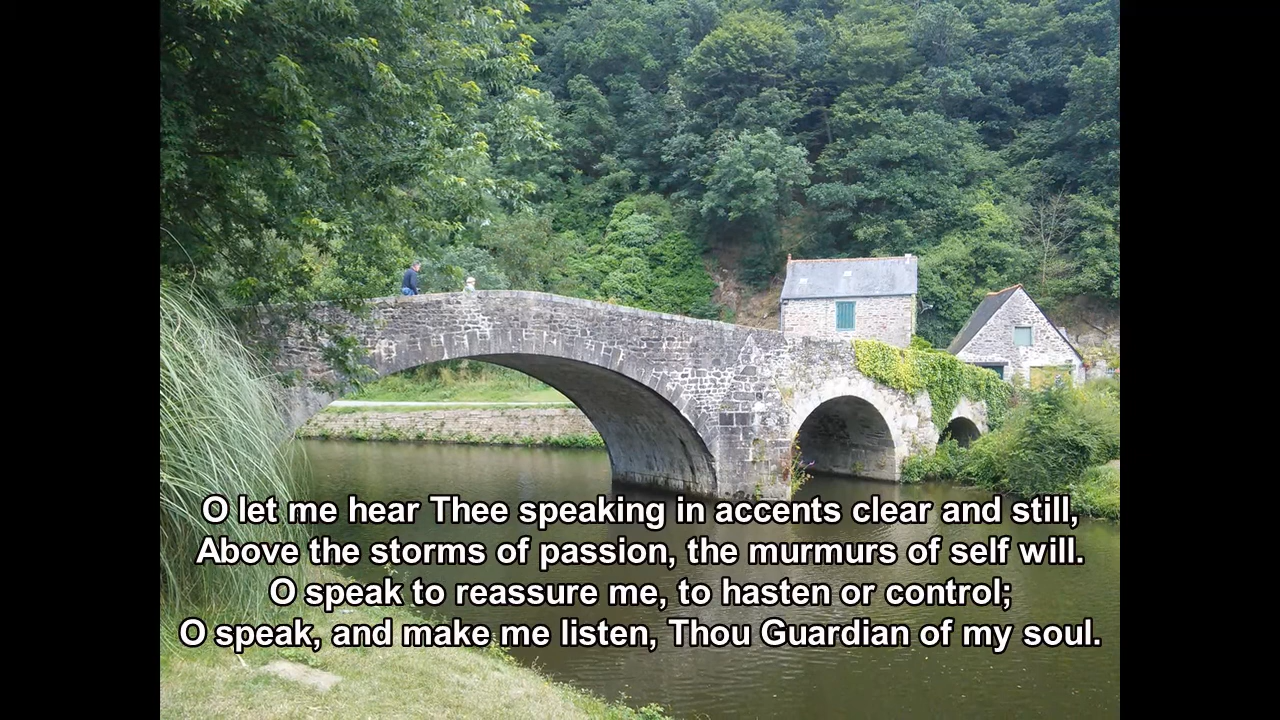 O let me hear Thee speaking in accents clear and still,
Above the storms of passion, the murmurs of self will.
O speak to reassure me, to hasten or control;
O speak, and make me listen, Thou Guardian of my soul.